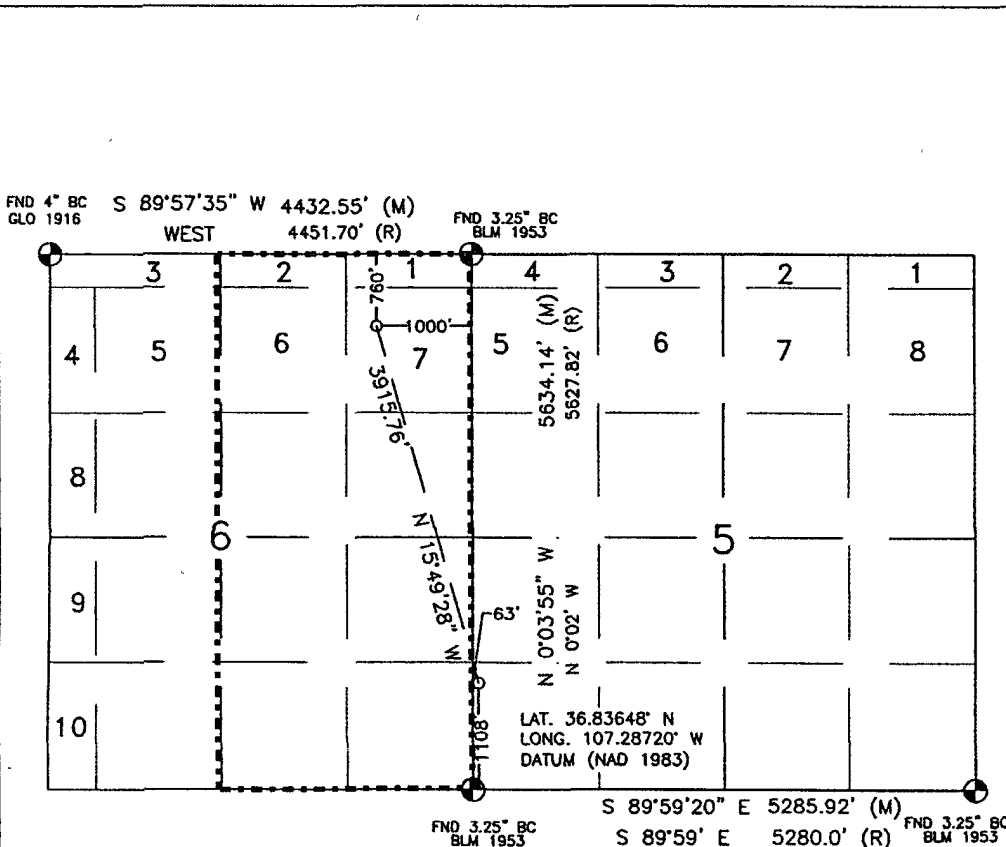 FND 4" BC
GLO 1916
S 89°57'35" W 4432.55' (M)
WEST 4451.70' (R)
FND 3.25" BC
BLM 1953
3 2 1 4 3 2 1
760'
1000'
4 5 6 7 5 6 7 8
5634.14' (M)
5627.82' (R)
3915.76'
8
6 5
N 15°49'28" W
9
63'
N 0°03'55" W
N 0°02' W
10
1108'
LAT. 36.83648° N
LONG. 107.28720° W
DATUM (NAD 1983)
S 89°59'20" E 5285.92' (M)
S 89°59' E 5280.0' (R)
FND 3.25" BC
BLM 1953
FND 3.25" BC
BLM 1953